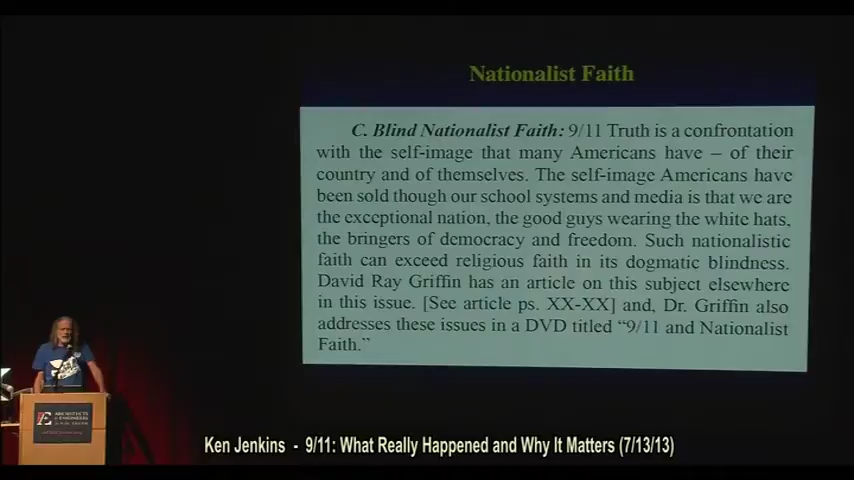 Nationalist Faith
C. Blind Nationalist Faith: 9/11 Truth is a confrontation
with the self-image that many Americans have – of their
country and of themselves. The self-image Americans have
been sold though our school systems and media is that we are
the exceptional nation, the good guys wearing the white hats,
the bringers of democracy and freedom. Such nationalistic
faith can exceed religious faith in its dogmatic blindness.
David Ray Griffin has an article on this subject elsewhere
in this issue. [See article ps. XX-XX] and, Dr. Griffin also
addresses these issues in a DVD titled “9/11 and Nationalist
Faith.”
ARCHITECTS
ENGINEERS
Ken Jenkins - 9/11: What Really Happened and Why It Matters (7/13/13)